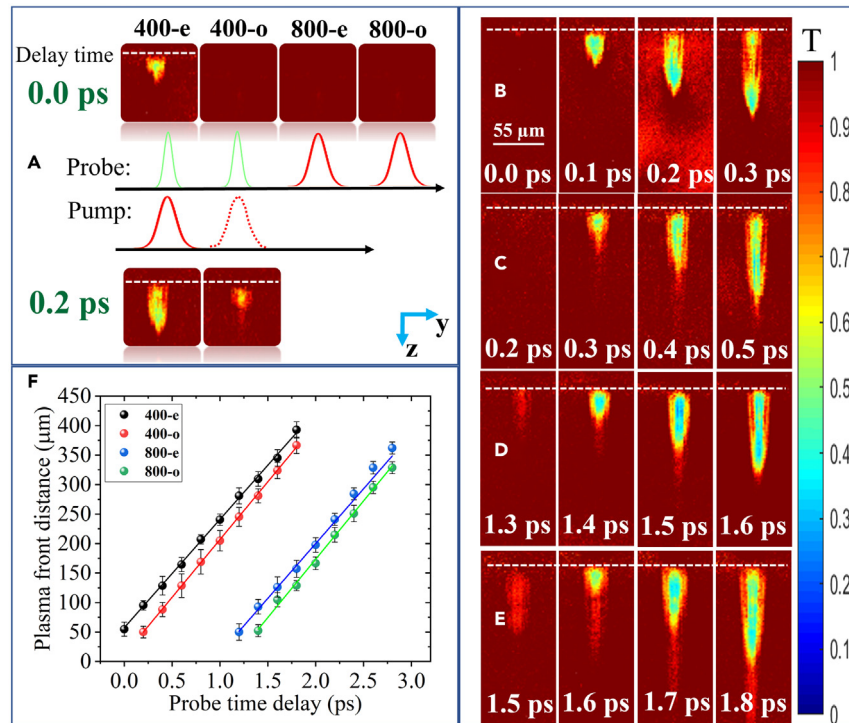 400-e 400-o 800-e 800-o
Delay time
0.0 ps
A
Probe:
Pump:
0.2 ps
y
z
F
Plasma front distance (μm)
450
400
350
300
250
200
150
100
50
0
400-e
400-o
800-e
800-o
0.0 0.5 1.0 1.5 2.0 2.5 3.0
Probe time delay (ps)
B
55 μm
0.0 ps 0.1 ps 0.2 ps 0.3 ps
C
0.2 ps 0.3 ps 0.4 ps 0.5 ps
D
1.3 ps 1.4 ps 1.5 ps 1.6 ps
E
1.5 ps 1.6 ps 1.7 ps 1.8 ps
T
1
0.9
0.8
0.7
0.6
0.5
0.4
0.3
0.2
0.1
0